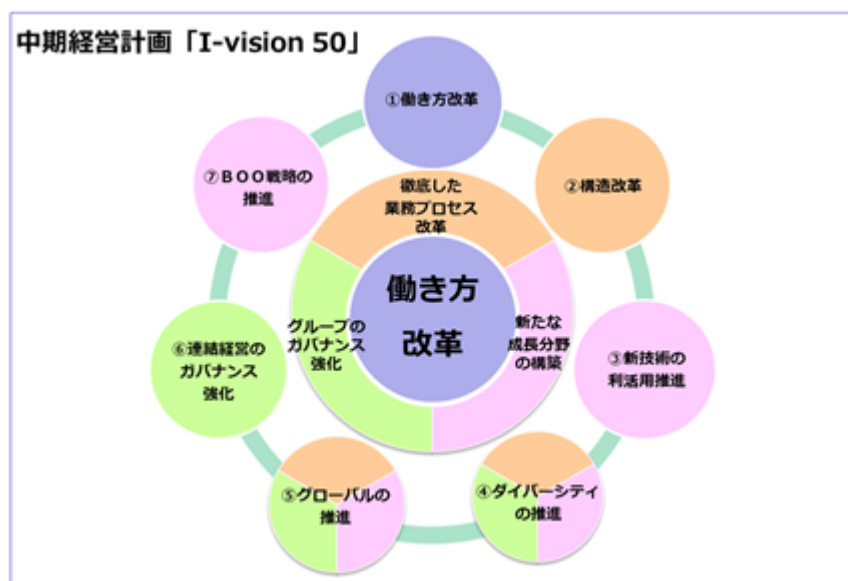 中期経営計画「I-vision 50」
①働き方改革
②構造改革
③新技術の
利活用推進
④ダイバーシティ
の推進
⑤グローバルの
推進
⑥連結経営の
ガバナンス
強化
⑦ＢＯＯ戦略の
推進
徹底した
業務プロセス
改革
新たな
成長分野
の構築
グループの
ガバナンス
強化
働き方
改革